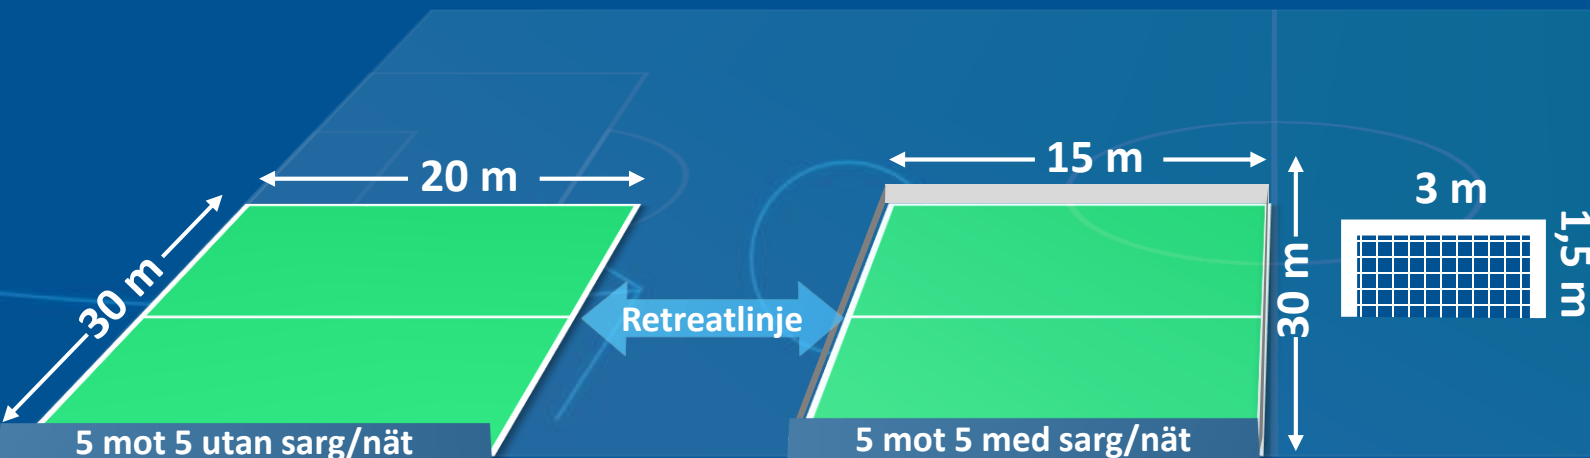 20 m
30 m
Retreatlinje
5 mot 5 utan sarg/nät
15 m
30 m
5 mot 5 med sarg/nät
3 m
1,5 m